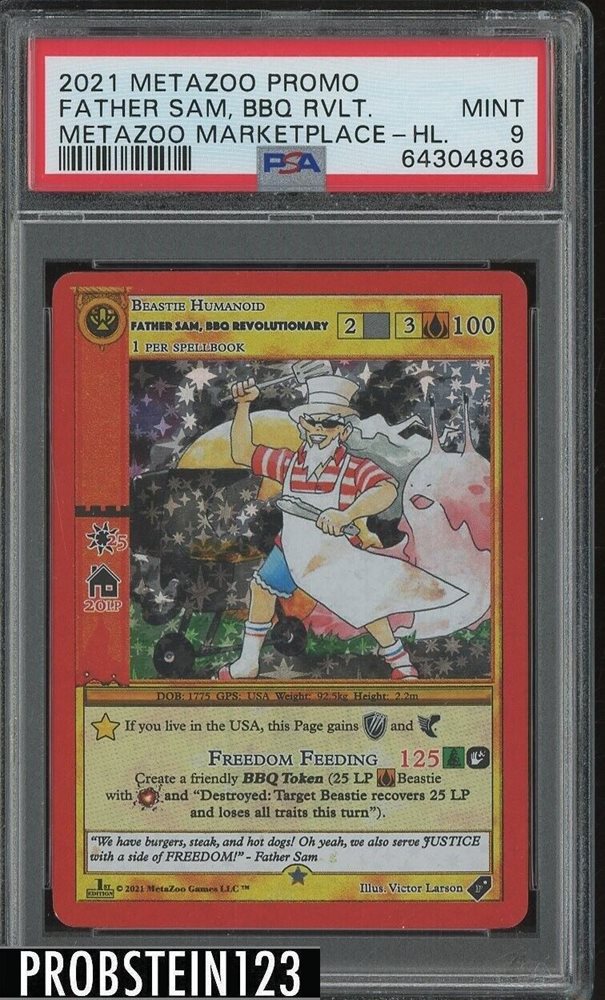 2021 METAZOO PROMO
FATHER SAM, BBQ RVLT. MINT
METAZOO MARKETPLACE-HL. 9
PSA 64304836
BEASTIE HUMANOID
FATHER SAM, BBQ REVOLUTIONARY 2 3 100
1 PER SPELLBOOK
25
20LP
DOB: 1775 GPS: USA Weight: 92.5kg Height: 2.2m
If you live in the USA, this Page gains and
FREEDOM FEEDING 125
Create a friendly BBQ Token (25 LP Beastie
with and "Destroyed: Target Beastie recovers 25 LP
and loses all traits this turn").
"We have burgers, steak, and hot dogs! Oh yeah, we also serve JUSTICE
with a side of FREEDOM!" - Father Sam
1ST EDITION © 2021 MetaZoo Games LLC ™ Illus. Victor Larson
PROBSTEIN123